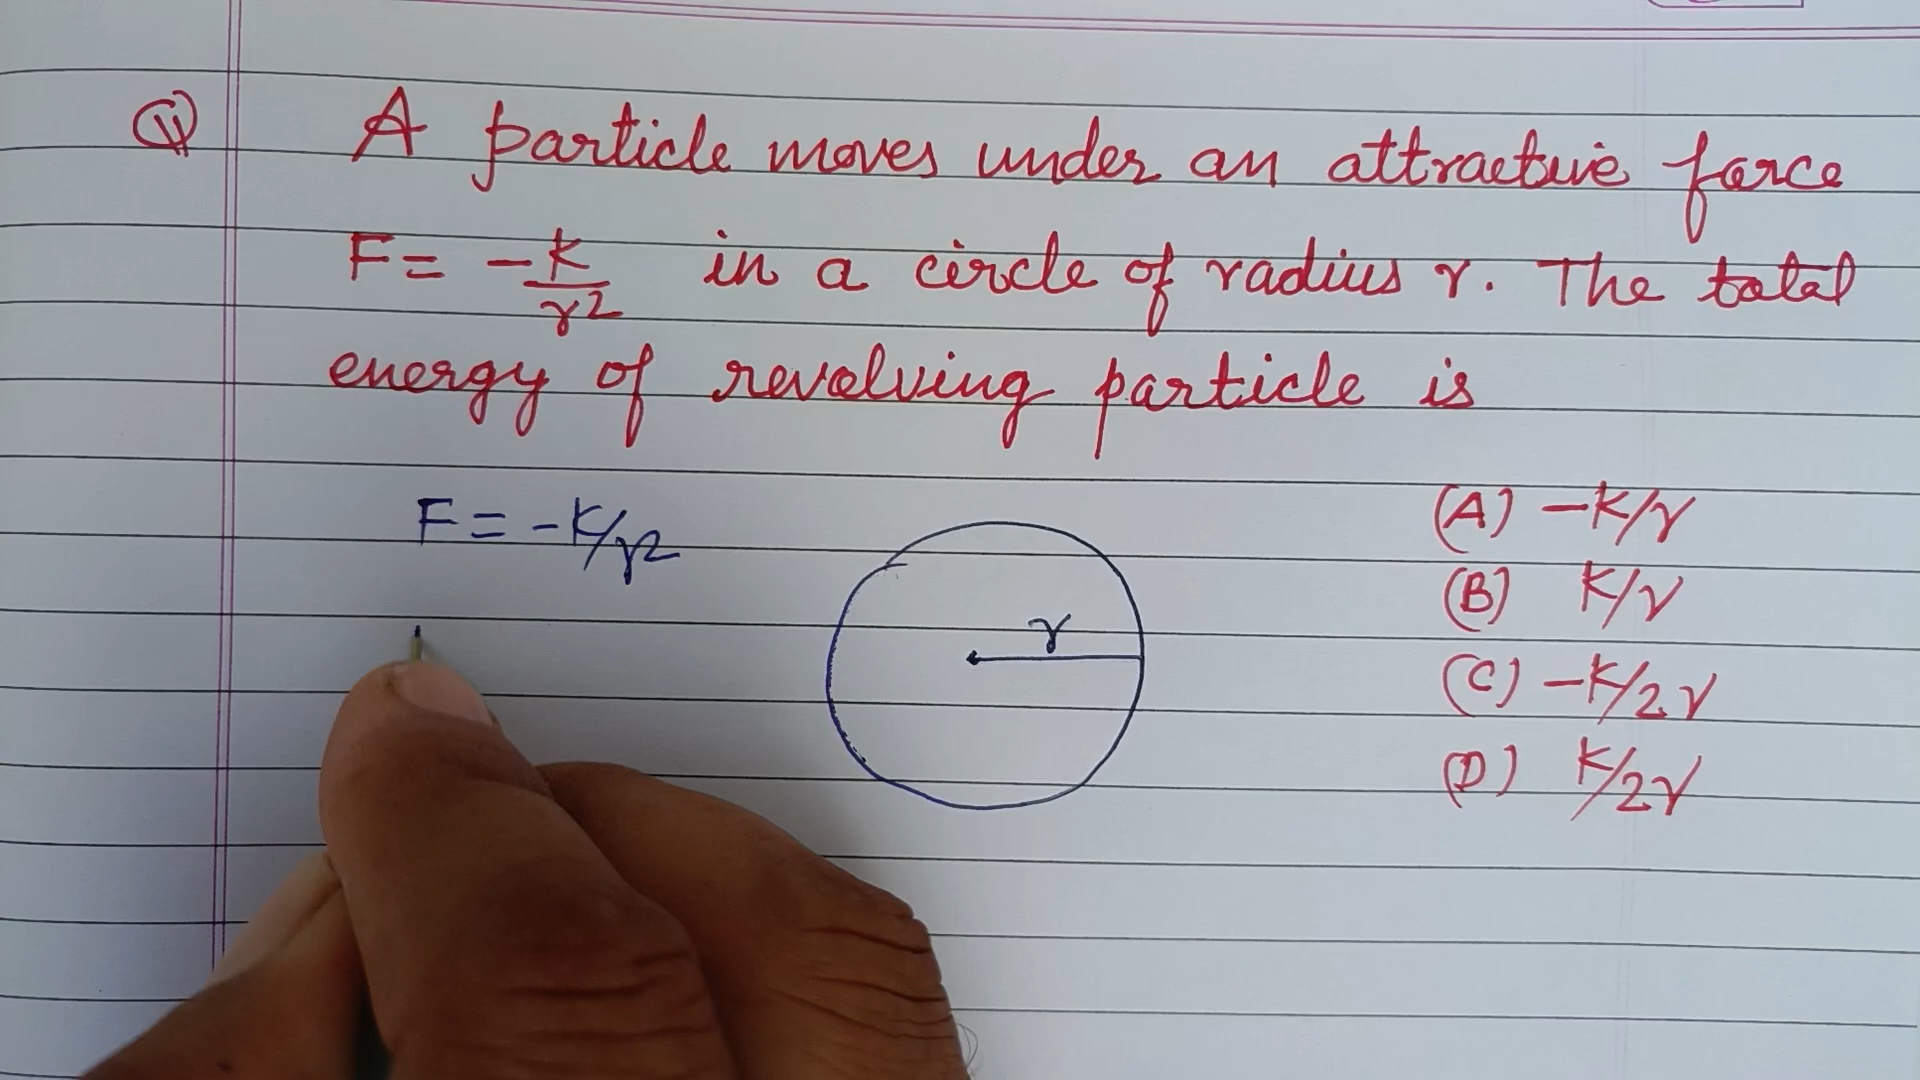 Q A particle moves under an attractive force
F = -K/r² in a circle of radius r. The total
energy of revolving particle is
F = -K/r²
r
(A) -K/r
(B) K/r
(C) -K/2r
(D) K/2r